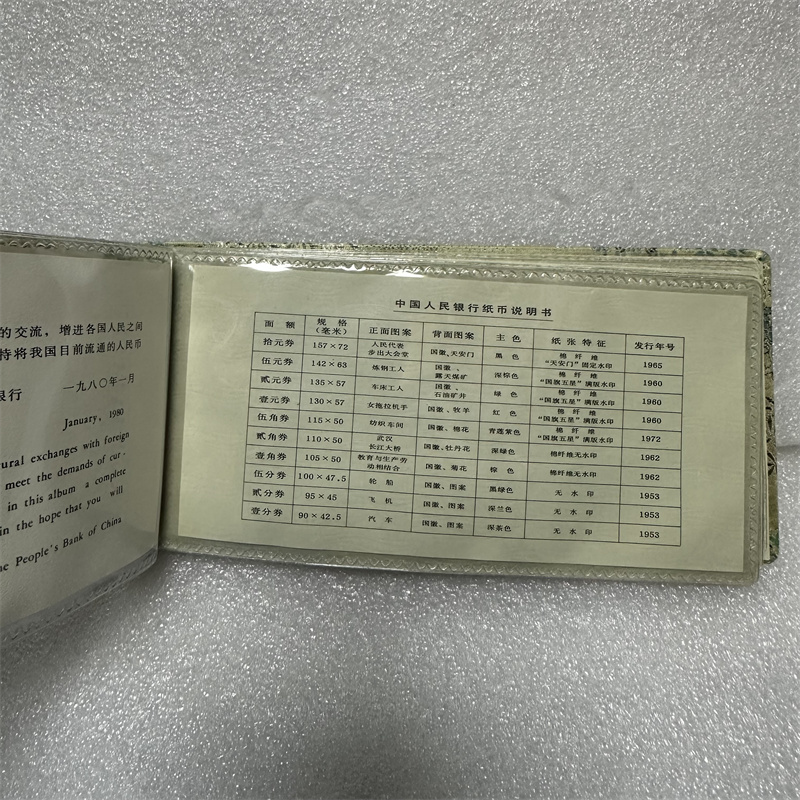 的交流，增进各国人民之间
特将我国目前流通的人民币
银行 一九八〇年一月
January, 1980
ural exchanges with foreign
meet the demands of cur-
in this album a complete
in the hope that you will
he People's Bank of China
中国人民银行纸币说明书
面额 规格（毫米） 正面图案 背面图案 主色 纸张特征 发行年号
拾元券 157×72 人民代表步出大会堂 国徽、天安门 黑色 棉纤维“天安门”固定水印 1965
伍元券 142×63 炼钢工人 国徽、露天煤矿 深棕色 棉纤维“国旗五星”满版水印 1960
贰元券 135×57 车床工人 国徽、石油矿井 绿色 棉纤维“国旗五星”满版水印 1960
壹元券 130×57 女拖拉机手 国徽、牧羊 红色 棉纤维“国旗五星”满版水印 1960
伍角券 115×50 纺织车间 国徽、棉花 青莲紫色 棉纤维“国旗五星”满版水印 1972
贰角券 110×50 武汉长江大桥 国徽、牡丹花 深绿色 棉纤维无水印 1962
壹角券 105×50 教育与生产劳动相结合 国徽、菊花 棕色 棉纤维无水印 1962
伍分券 100×47.5 轮船 国徽、图案 墨绿色 无水印 1953
贰分券 95×45 飞机 国徽、图案 深兰色 无水印 1953
壹分券 90×42.5 汽车 国徽、图案 深茶色 无水印 1953